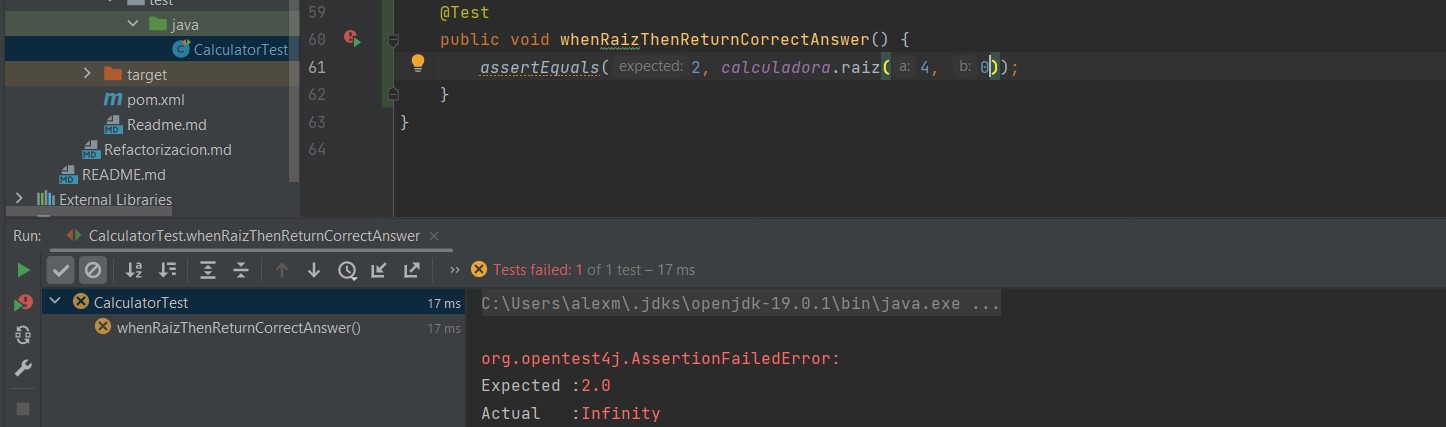 test
java
CalculatorTest
target
pom.xml
Readme.md
Refactorizacion.md
README.md
External Libraries
59 @Test
60 public void whenRaizThenReturnCorrectAnswer() {
61 assertEquals( expected: 2, calculadora.raiz( a: 4, b: 0));
62 }
63 }
64
Run: CalculatorTest.whenRaizThenReturnCorrectAnswer
Tests failed: 1 of 1 test – 17 ms
CalculatorTest 17 ms
whenRaizThenReturnCorrectAnswer() 17 ms
C:\Users\alexm\.jdks\openjdk-19.0.1\bin\java.exe ...
org.opentest4j.AssertionFailedError:
Expected :2.0
Actual :Infinity